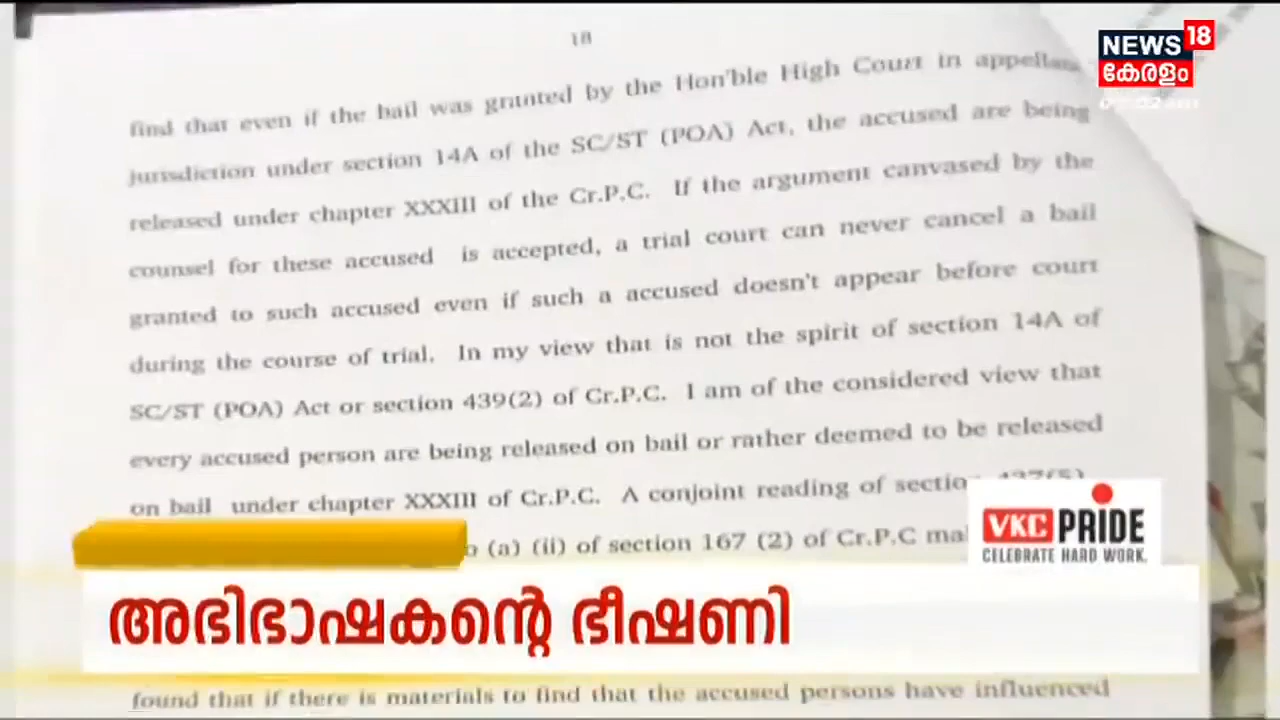 18
NEWS 18
കേരളം
find that even if the bail was granted by the Hon'ble High Court in
jurisdiction under section 14A of the SC/ST (POA) Act, the accused are being
released under chapter XXXIII of the Cr.P.C. If the argument canvased by the
counsel for these accused is accepted, a trial court can never cancel a bail
granted to such accused even if such a accused doesn't appear before court
during the course of trial. In my view that is not the spirit of section 14A of
SC/ST (POA) Act or section 439(2) of Cr.P.C. I am of the considered view that
every accused person are being released on bail or rather deemed to be released
on bail under chapter XXXIII of Cr.P.C. A conjoint reading of
(a) (ii) of section 167 (2) of Cr.P.C
VKC PRIDE
CELEBRATE HARD WORK.
അഭിഭാഷകന്റെ ഭീഷണി
found that if there is materials to find that the accused persons have influenced